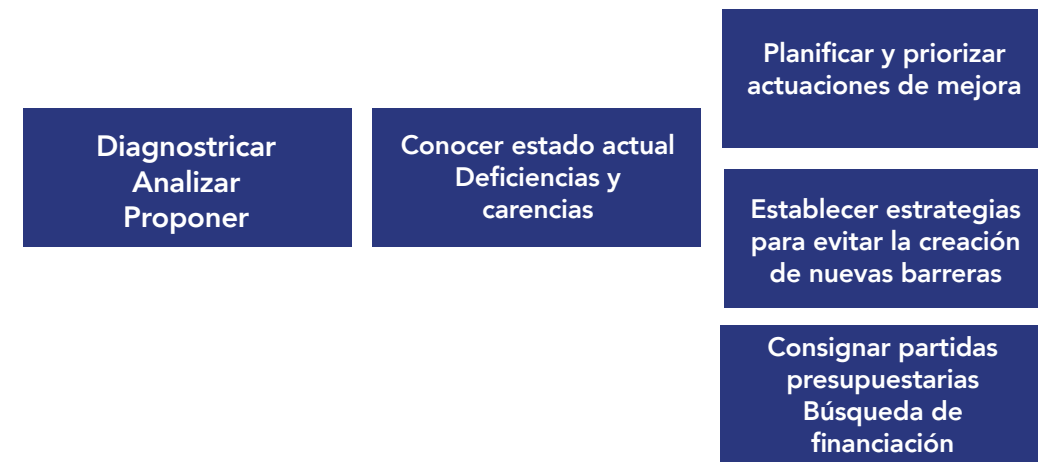 Diagnostricar
Analizar
Proponer
Conocer estado actual
Deficiencias y
carencias
Planificar y priorizar
actuaciones de mejora
Establecer estrategias
para evitar la creación
de nuevas barreras
Consignar partidas
presupuestarias
Búsqueda de
financiación